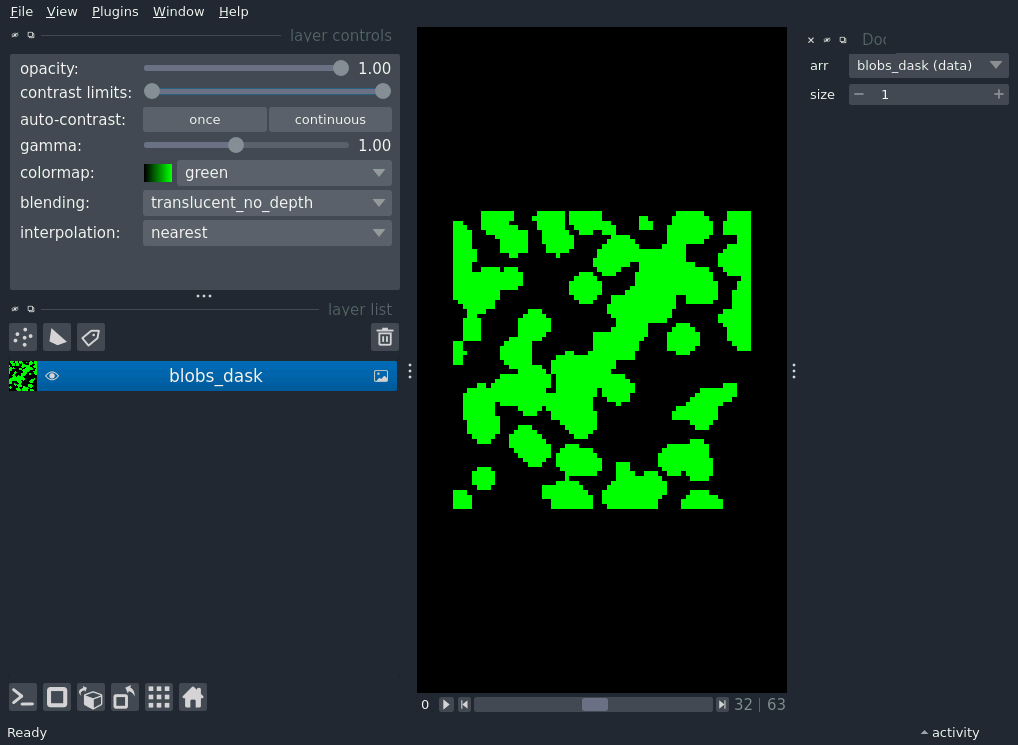 File View Plugins Window Help
layer controls
opacity: 1.00
contrast limits:
auto-contrast: once continuous
gamma: 1.00
colormap: green
blending: translucent_no_depth
interpolation: nearest
layer list
blobs_dask
arr blobs_dask (data)
size 1
0 32 | 63
Ready
activity